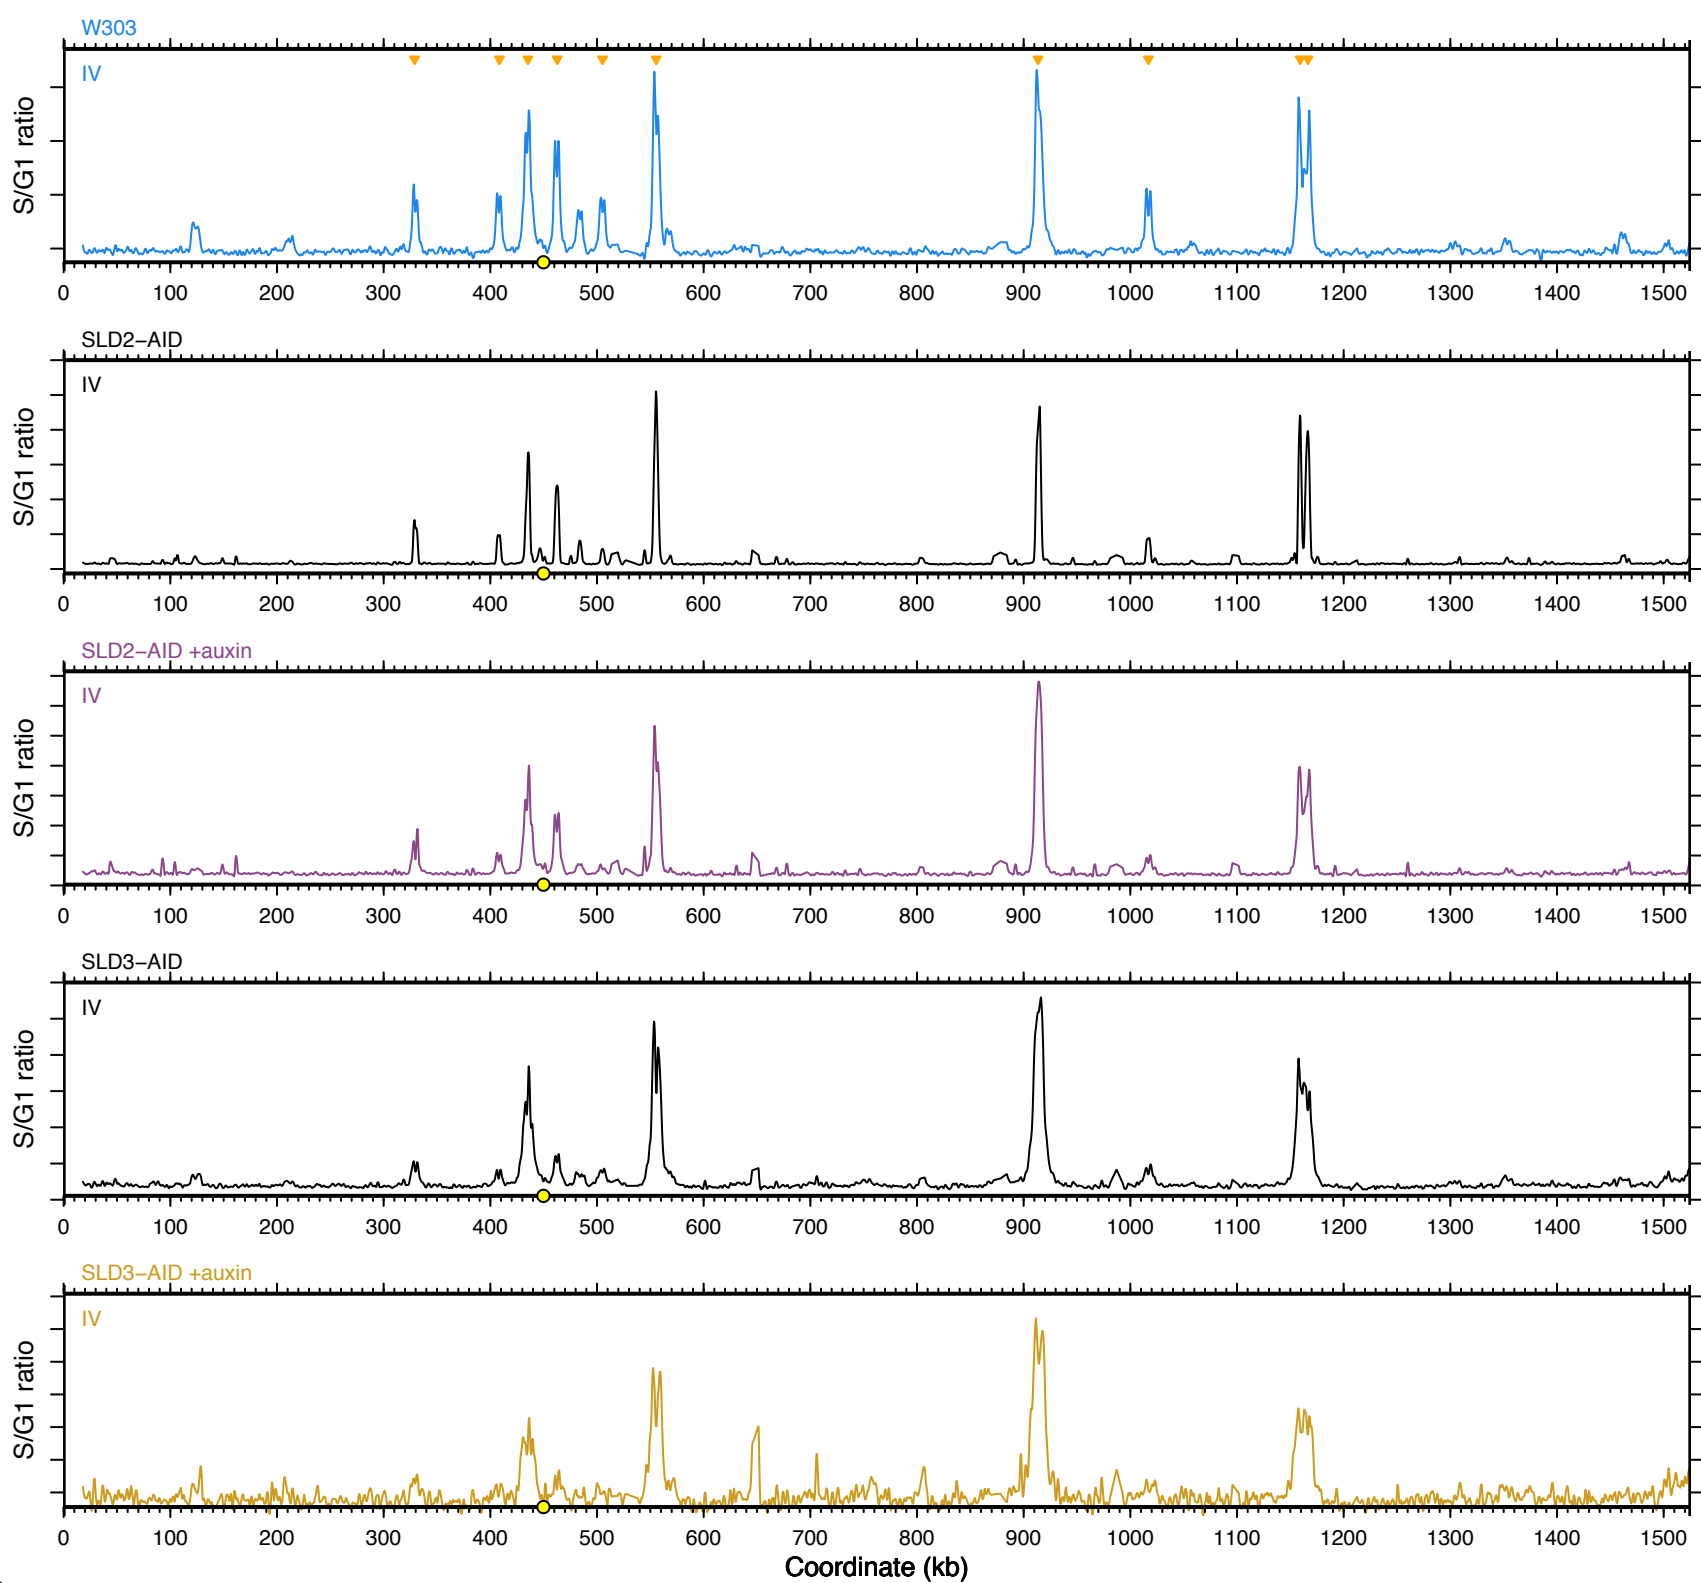 W303
IV
S/G1 ratio
0 100 200 300 400 500 600 700 800 900 1000 1100 1200 1300 1400 1500
SLD2−AID
IV
S/G1 ratio
0 100 200 300 400 500 600 700 800 900 1000 1100 1200 1300 1400 1500
SLD2−AID +auxin
IV
S/G1 ratio
0 100 200 300 400 500 600 700 800 900 1000 1100 1200 1300 1400 1500
SLD3−AID
IV
S/G1 ratio
0 100 200 300 400 500 600 700 800 900 1000 1100 1200 1300 1400 1500
SLD3−AID +auxin
IV
S/G1 ratio
0 100 200 300 400 500 600 700 800 900 1000 1100 1200 1300 1400 1500
Coordinate (kb)